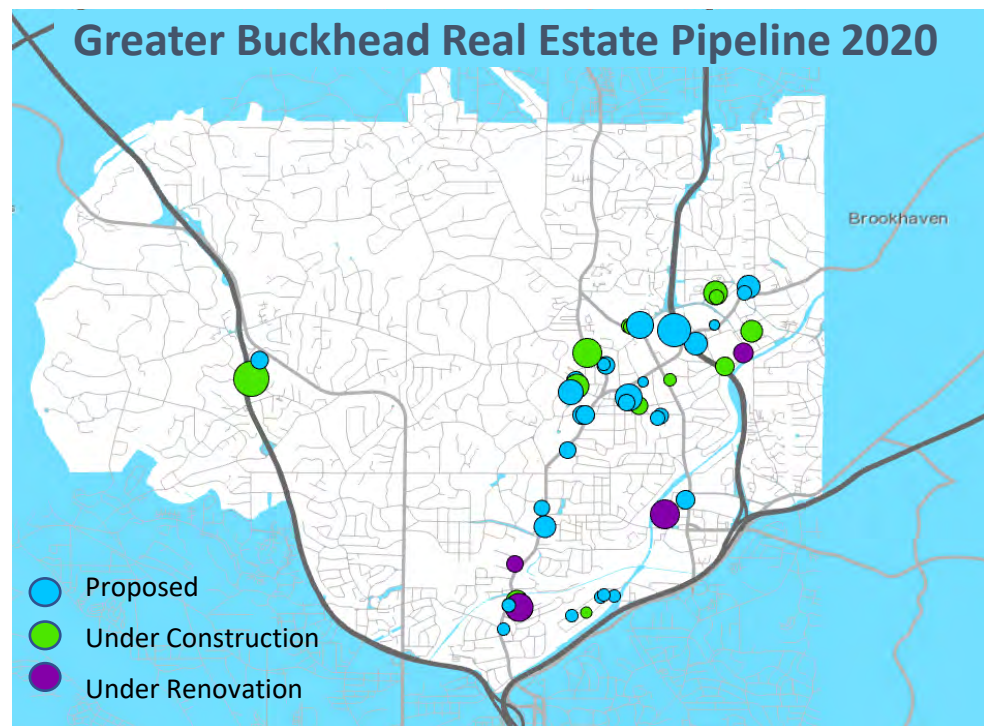 Greater Buckhead Real Estate Pipeline 2020
Brookhaven
Proposed
Under Construction
Under Renovation